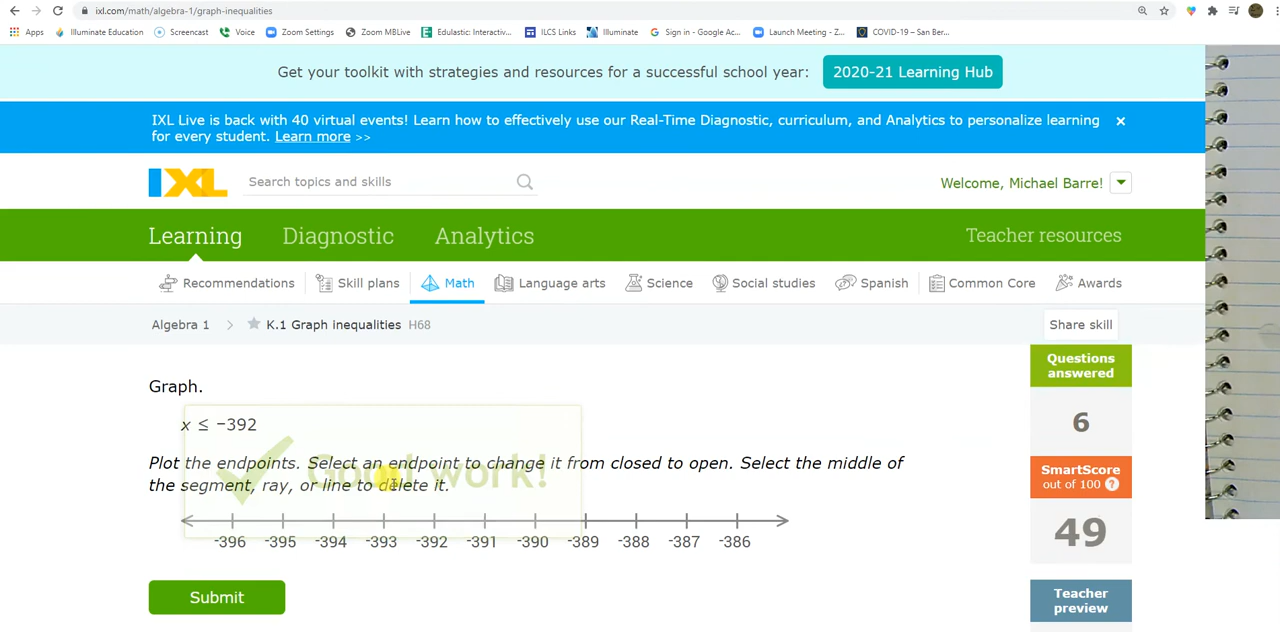 ixl.com/math/algebra-1/graph-inequalities
Apps Illuminate Education Screencast Voice Zoom Settings Zoom MBLive Edulastic: Interactiv... ILCS Links Illuminate Sign in - Google Ac... Launch Meeting - Z... COVID-19 – San Ber...
Get your toolkit with strategies and resources for a successful school year: 2020-21 Learning Hub
IXL Live is back with 40 virtual events! Learn how to effectively use our Real-Time Diagnostic, curriculum, and Analytics to personalize learning
for every student. Learn more >>
IXL Search topics and skills Welcome, Michael Barre!
Learning Diagnostic Analytics Teacher resources
Recommendations Skill plans Math Language arts Science Social studies Spanish Common Core Awards
Algebra 1 > K.1 Graph inequalities H68 Share skill
Questions
answered
6
SmartScore
out of 100 ?
49
Teacher
preview
Graph.
x ≤ −392
Good work!
Plot the endpoints. Select an endpoint to change it from closed to open. Select the middle of
the segment, ray, or line to delete it.
-396 -395 -394 -393 -392 -391 -390 -389 -388 -387 -386
Submit